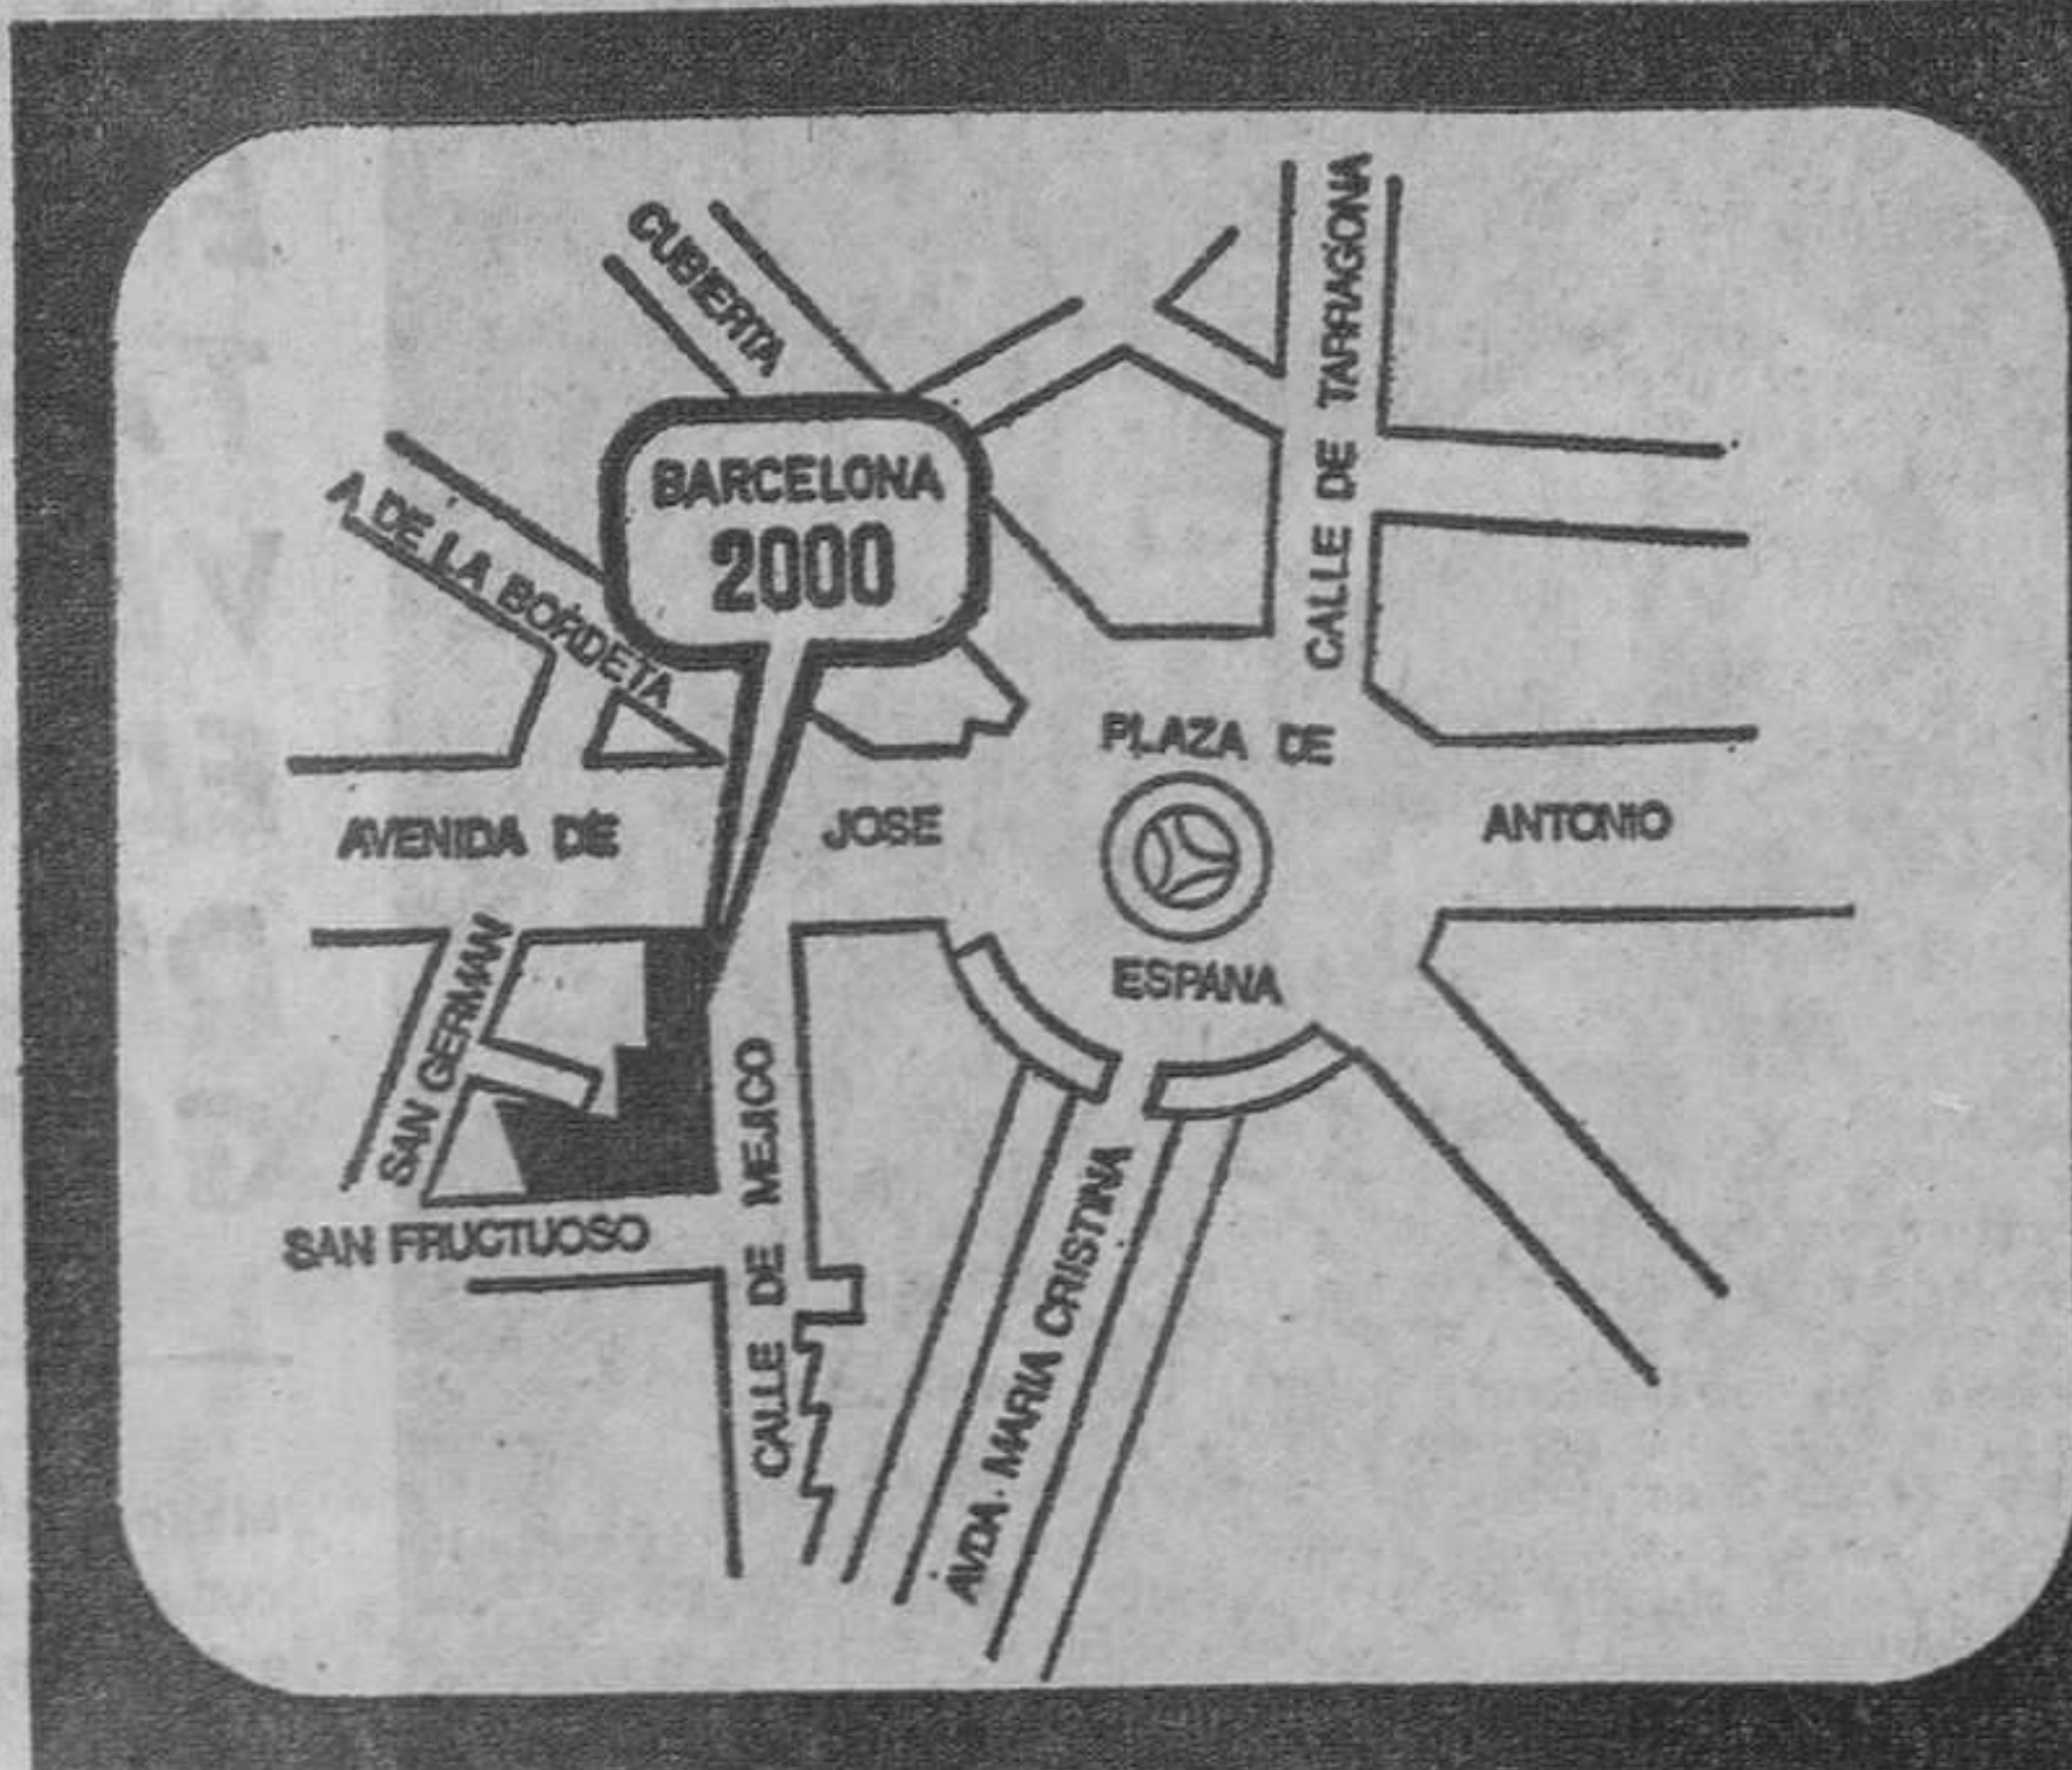 CUBIERTA
CALLE DE TARRAGONA
BARCELONA
2000
A DE LA BORDETA
PLAZA DE
ESPAÑA
AVENIDA DE JOSE ANTONIO
SAN GERMAN
SAN FRUCTUOSO
CALLE DE MEJICO
AVDA. MARIA CRISTINA